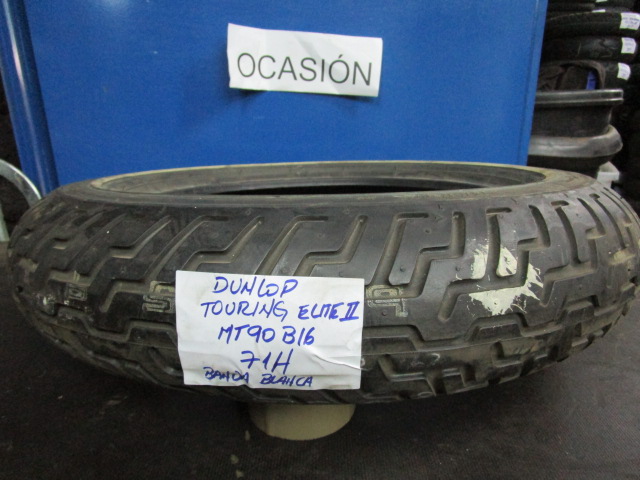 OCASIÓN
DUNLOP
TOURING ELITE II
MT90 B16
71H
BANDA BLANCA